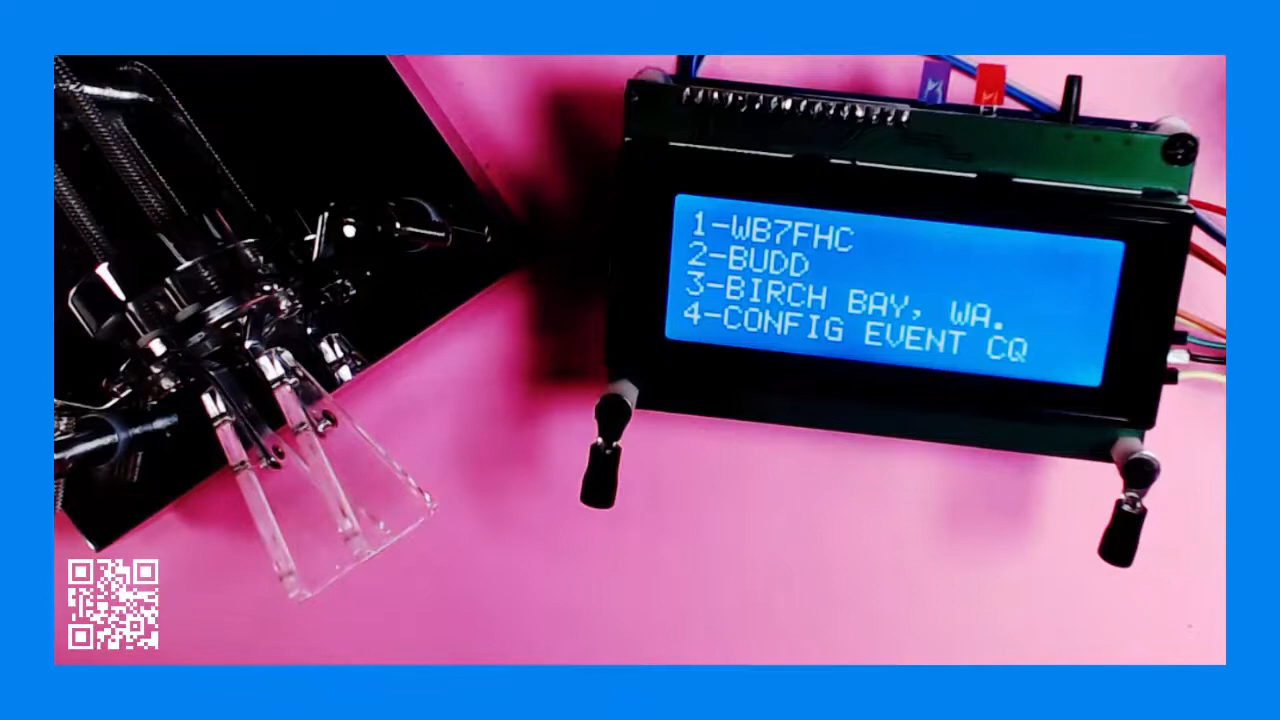 1-WB7FHC
2-BUDD
3-BIRCH BAY, WA.
4-CONFIG EVENT CQ